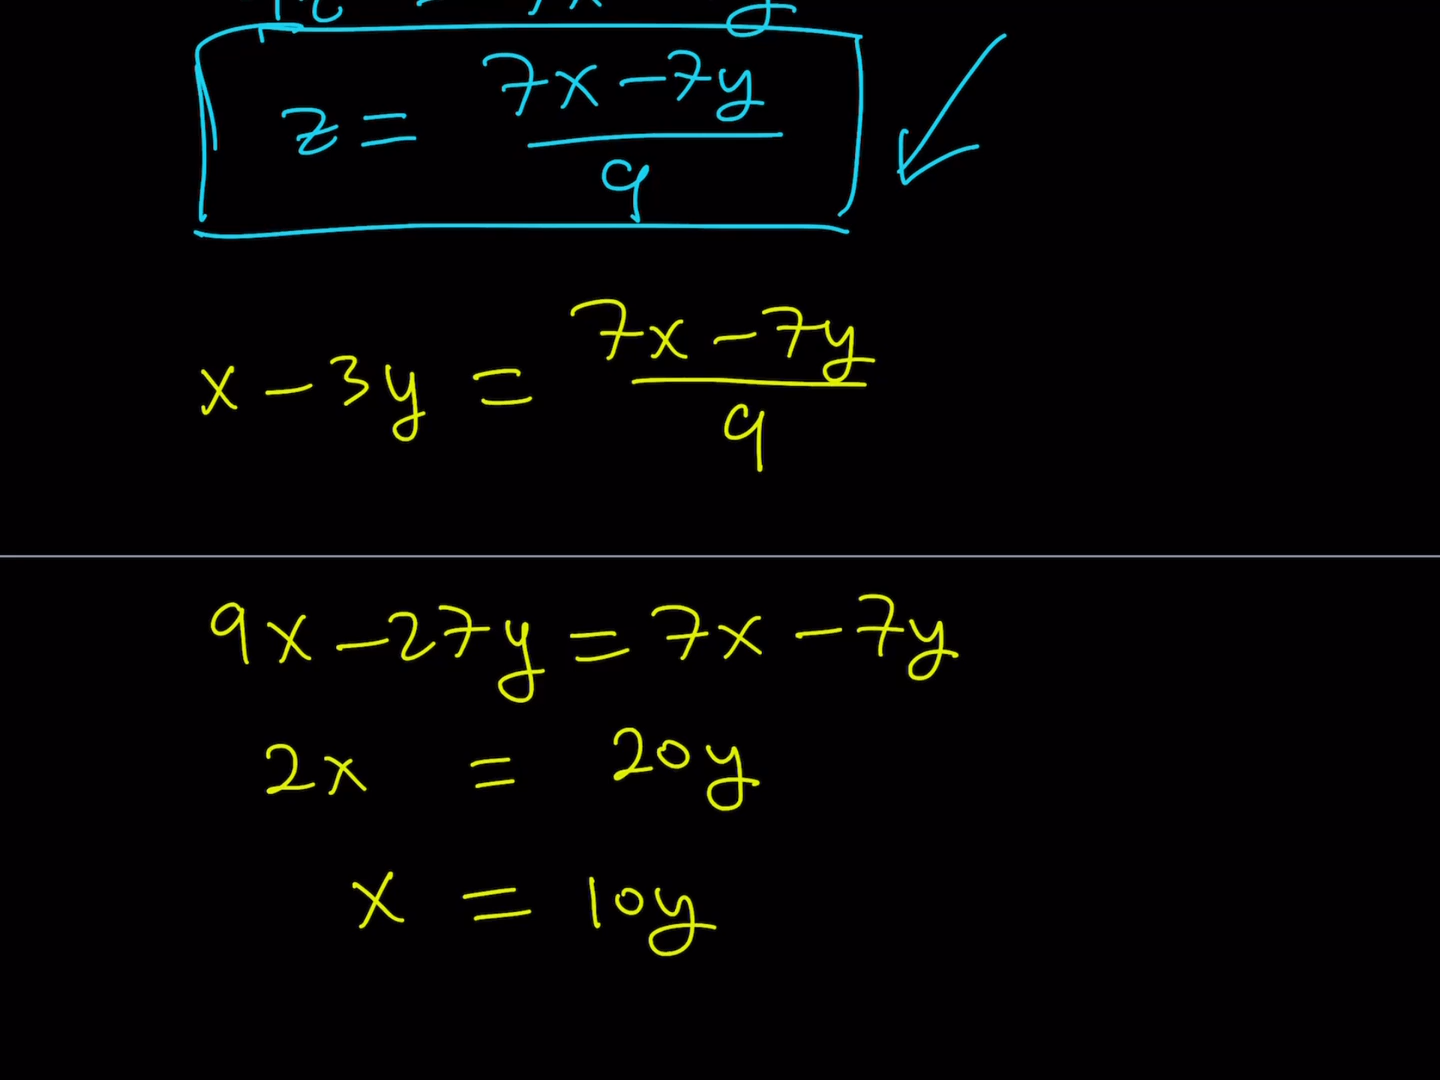 z = (7x - 7y)/9
x - 3y = (7x - 7y)/9
9x - 27y = 7x - 7y
2x = 20y
x = 10y